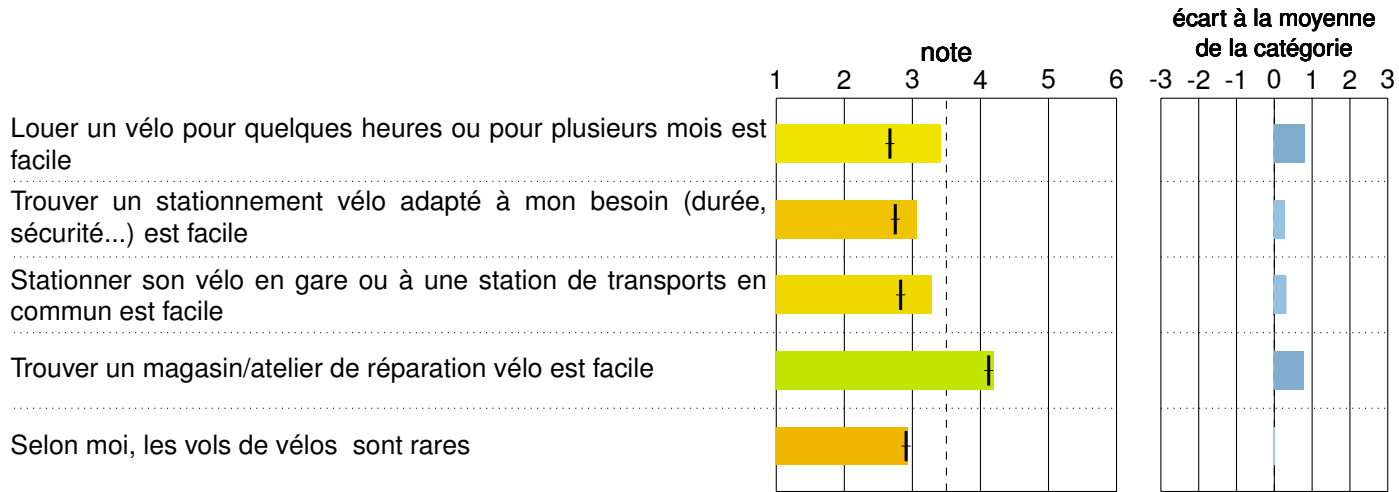 écart à la moyenne
note de la catégorie
1 2 3 4 5 6 -3 -2 -1 0 1 2 3
Louer un vélo pour quelques heures ou pour plusieurs mois est
facile
Trouver un stationnement vélo adapté à mon besoin (durée,
sécurité...) est facile
Stationner son vélo en gare ou à une station de transports en
commun est facile
Trouver un magasin/atelier de réparation vélo est facile
Selon moi, les vols de vélos sont rares